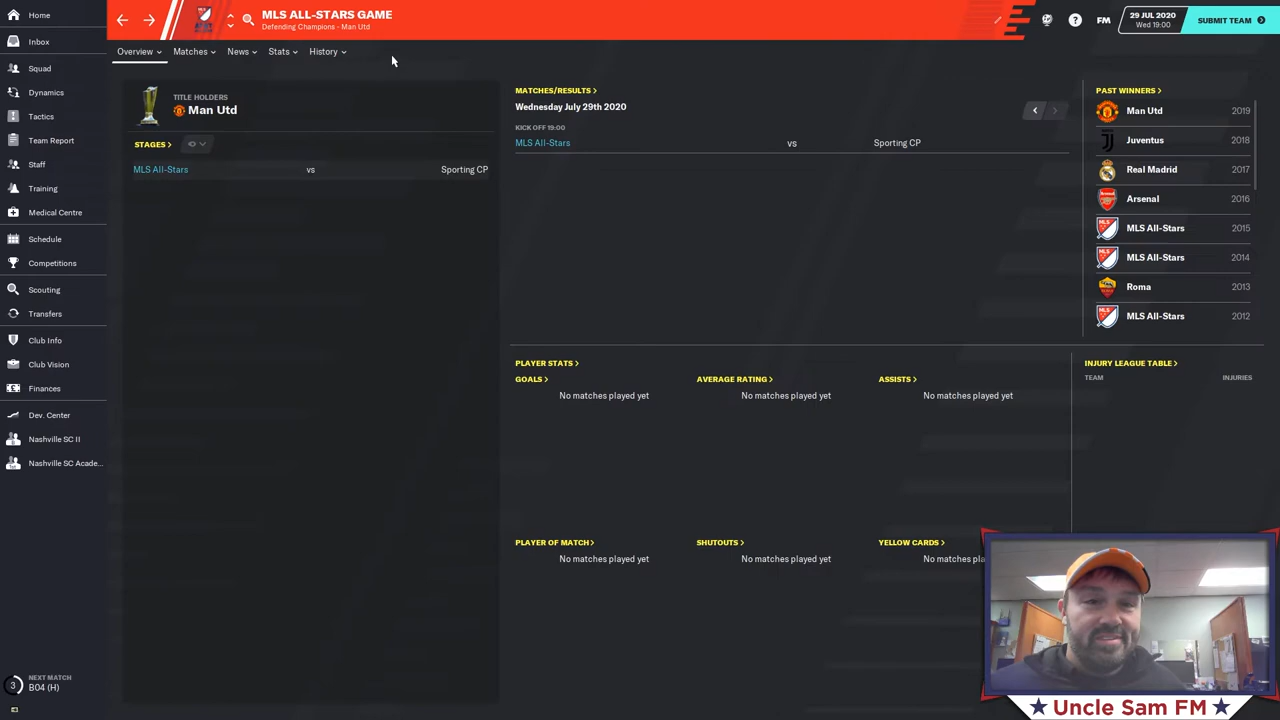 Home
Inbox
Squad
Dynamics
Tactics
Team Report
Staff
Training
Medical Centre
Schedule
Competitions
Scouting
Transfers
Club Info
Club Vision
Finances
Dev. Center
Nashville SC II
Nashville SC Acade...
3
NEXT MATCH
B04 (H)
MLS ALL-STARS GAME
Defending Champions - Man Utd
FM
29 JUL 2020
Wed 19:00
SUBMIT TEAM
Overview
Matches
News
Stats
History
TITLE HOLDERS
Man Utd
STAGES
MLS All-Stars vs Sporting CP
MATCHES/RESULTS
Wednesday July 29th 2020
KICK OFF 19:00
MLS All-Stars vs Sporting CP
PAST WINNERS
Man Utd 2019
Juventus 2018
Real Madrid 2017
Arsenal 2016
MLS All-Stars 2015
MLS All-Stars 2014
Roma 2013
MLS All-Stars 2012
PLAYER STATS
GOALS
No matches played yet
AVERAGE RATING
No matches played yet
ASSISTS
No matches played yet
PLAYER OF MATCH
No matches played yet
SHUTOUTS
No matches played yet
YELLOW CARDS
No matches pla
INJURY LEAGUE TABLE
TEAM INJURIES
★ Uncle Sam FM ★